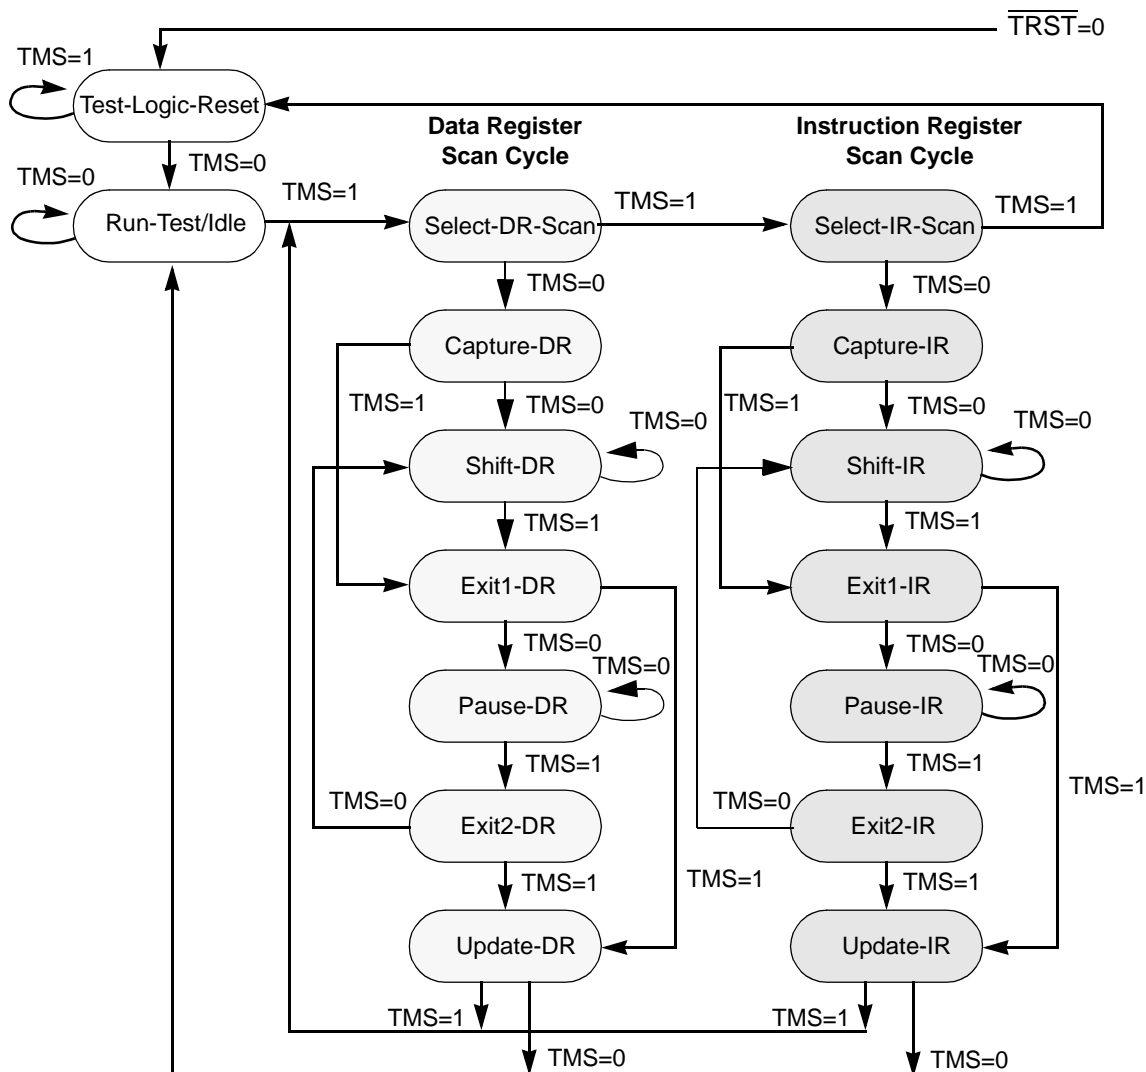 TRST=0
TMS=1
Test-Logic-Reset
Data Register
Scan Cycle
Instruction Register
Scan Cycle
TMS=0
TMS=0
TMS=1
TMS=1
TMS=1
Run-Test/Idle
Select-DR-Scan
Select-IR-Scan
TMS=0
TMS=0
Capture-DR
Capture-IR
TMS=1
TMS=0
TMS=1
TMS=0
TMS=0
TMS=0
Shift-DR
Shift-IR
TMS=1
TMS=1
Exit1-DR
Exit1-IR
TMS=0
TMS=0
TMS=0
TMS=0
Pause-DR
Pause-IR
TMS=1
TMS=1
TMS=1
TMS=0
TMS=0
Exit2-DR
Exit2-IR
TMS=1
TMS=1
TMS=1
Update-DR
Update-IR
TMS=1
TMS=1
TMS=0
TMS=0